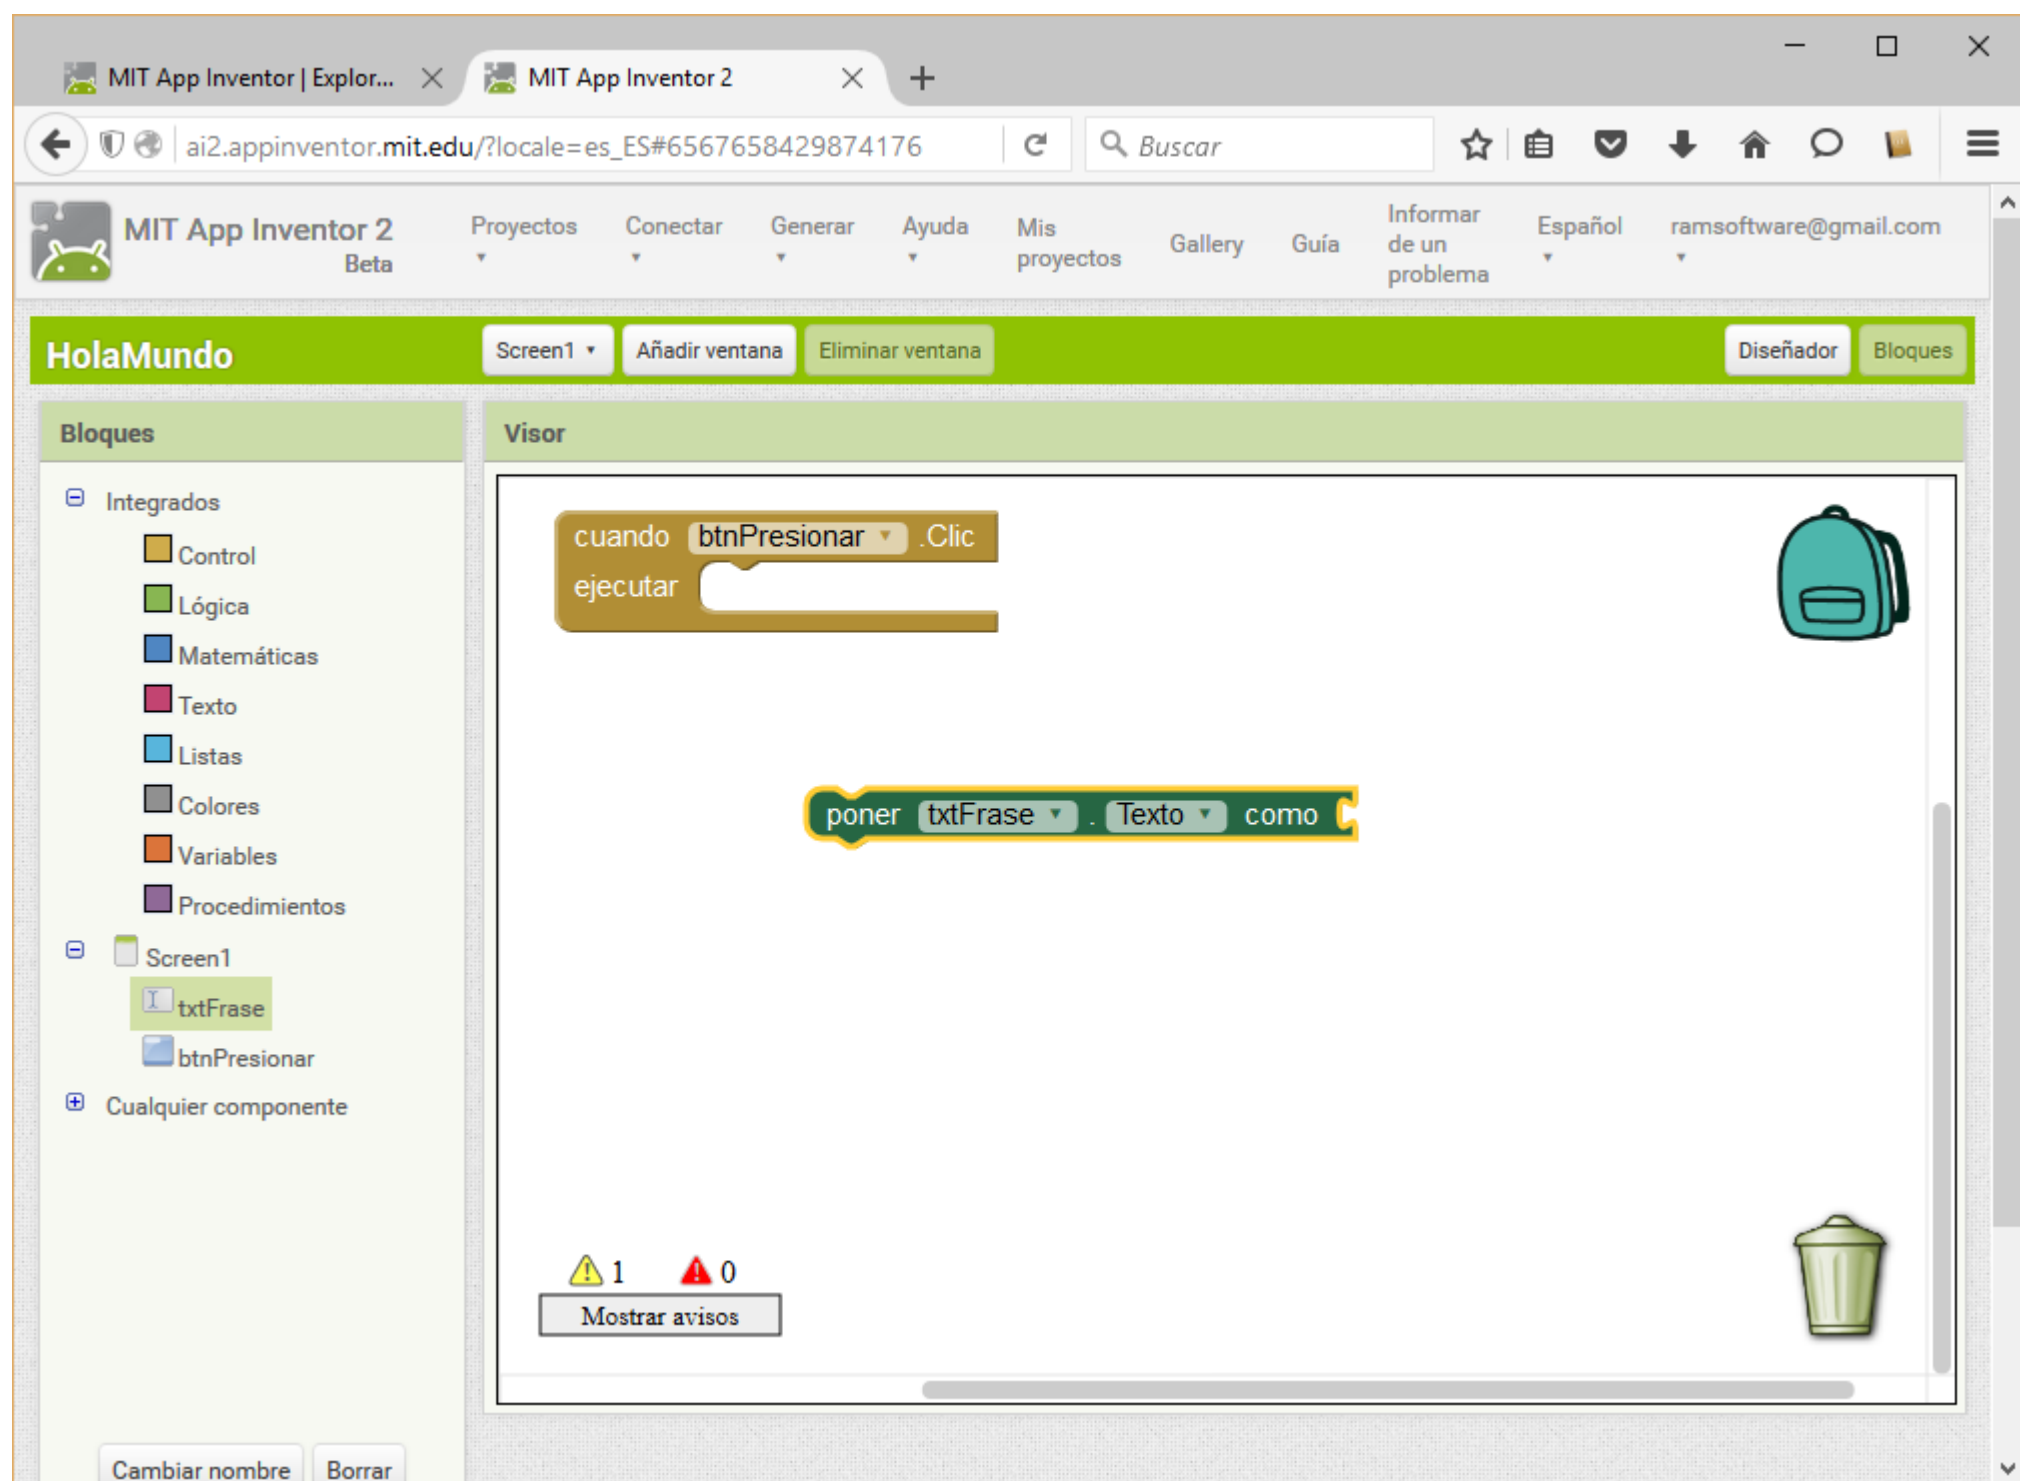 MIT App Inventor | Explor...
MIT App Inventor 2
ai2.appinventor.mit.edu/?locale=es_ES#6567658429874176
Buscar
MIT App Inventor 2
Beta
Proyectos
Conectar
Generar
Ayuda
Mis
proyectos
Gallery
Guía
Informar
de un
problema
Español
ramsoftware@gmail.com
HolaMundo
Screen1
Añadir ventana
Eliminar ventana
Diseñador
Bloques
Bloques
Integrados
Control
Lógica
Matemáticas
Texto
Listas
Colores
Variables
Procedimientos
Screen1
txtFrase
btnPresionar
Cualquier componente
Cambiar nombre
Borrar
Visor
cuando btnPresionar .Clic
ejecutar
poner txtFrase . Texto como
1
0
Mostrar avisos